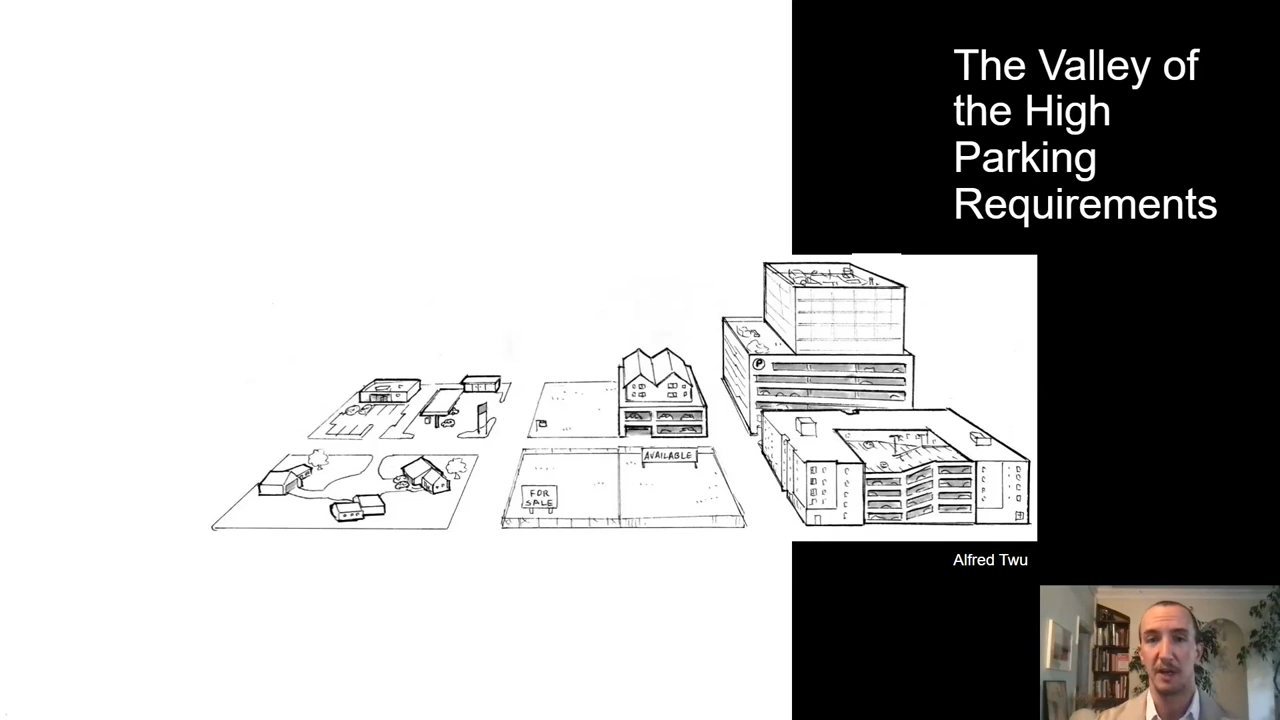 The Valley of
the High
Parking
Requirements
P
AVAILABLE
FOR
SALE
Alfred Twu